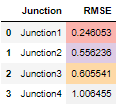 Junction RMSE
0 Junction1 0.246053
1 Junction2 0.556236
2 Junction3 0.605541
3 Junction4 1.006455